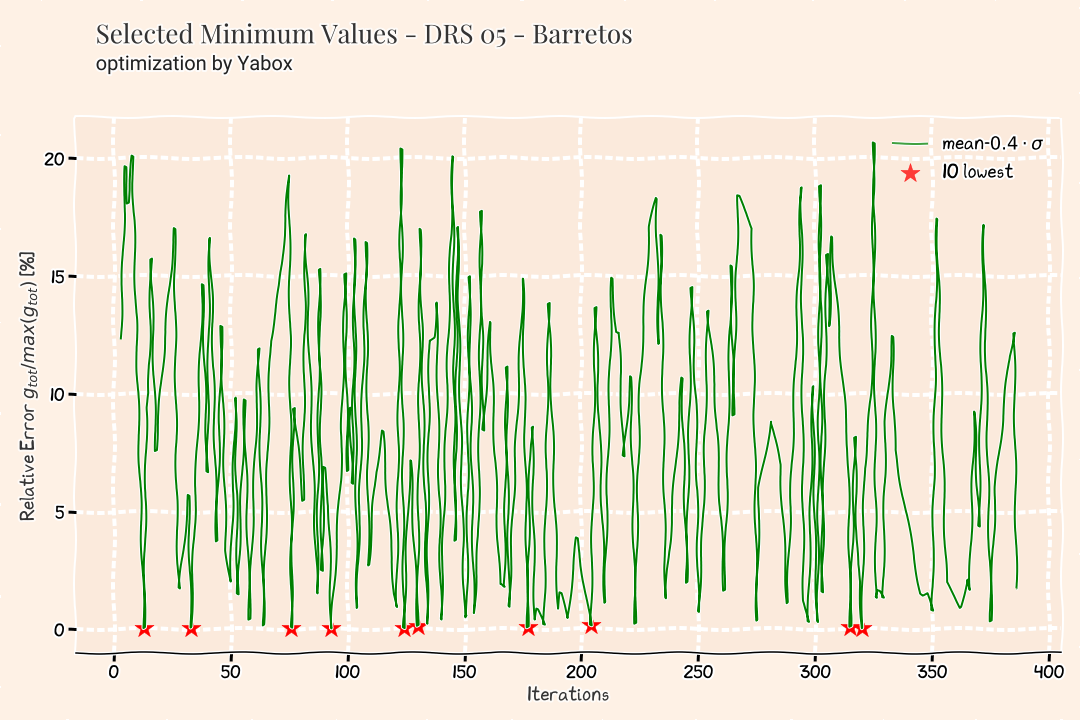 Selected Minimum Values - DRS 05 - Barretos
optimization by Yabox
mean-0.4 · σ
10 lowest
Relative Error g_tot/max(g_tot) [%]
20
15
10
5
0
0 50 100 150 200 250 300 350 400
Iterations